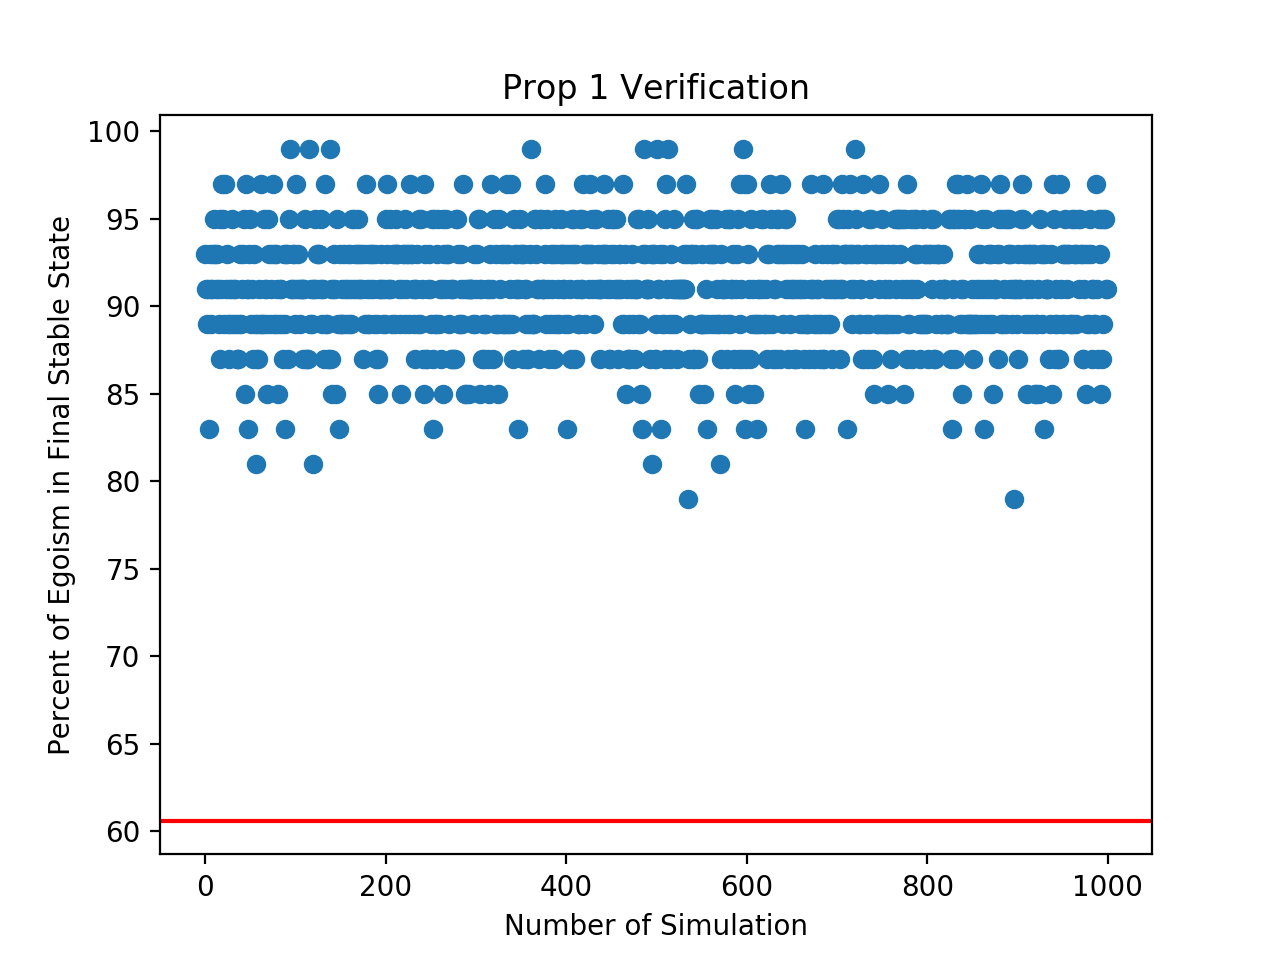 Prop 1 Verification
100
95
90
85
80
75
70
65
60
Percent of Egoism in Final Stable State
0 200 400 600 800 1000
Number of Simulation